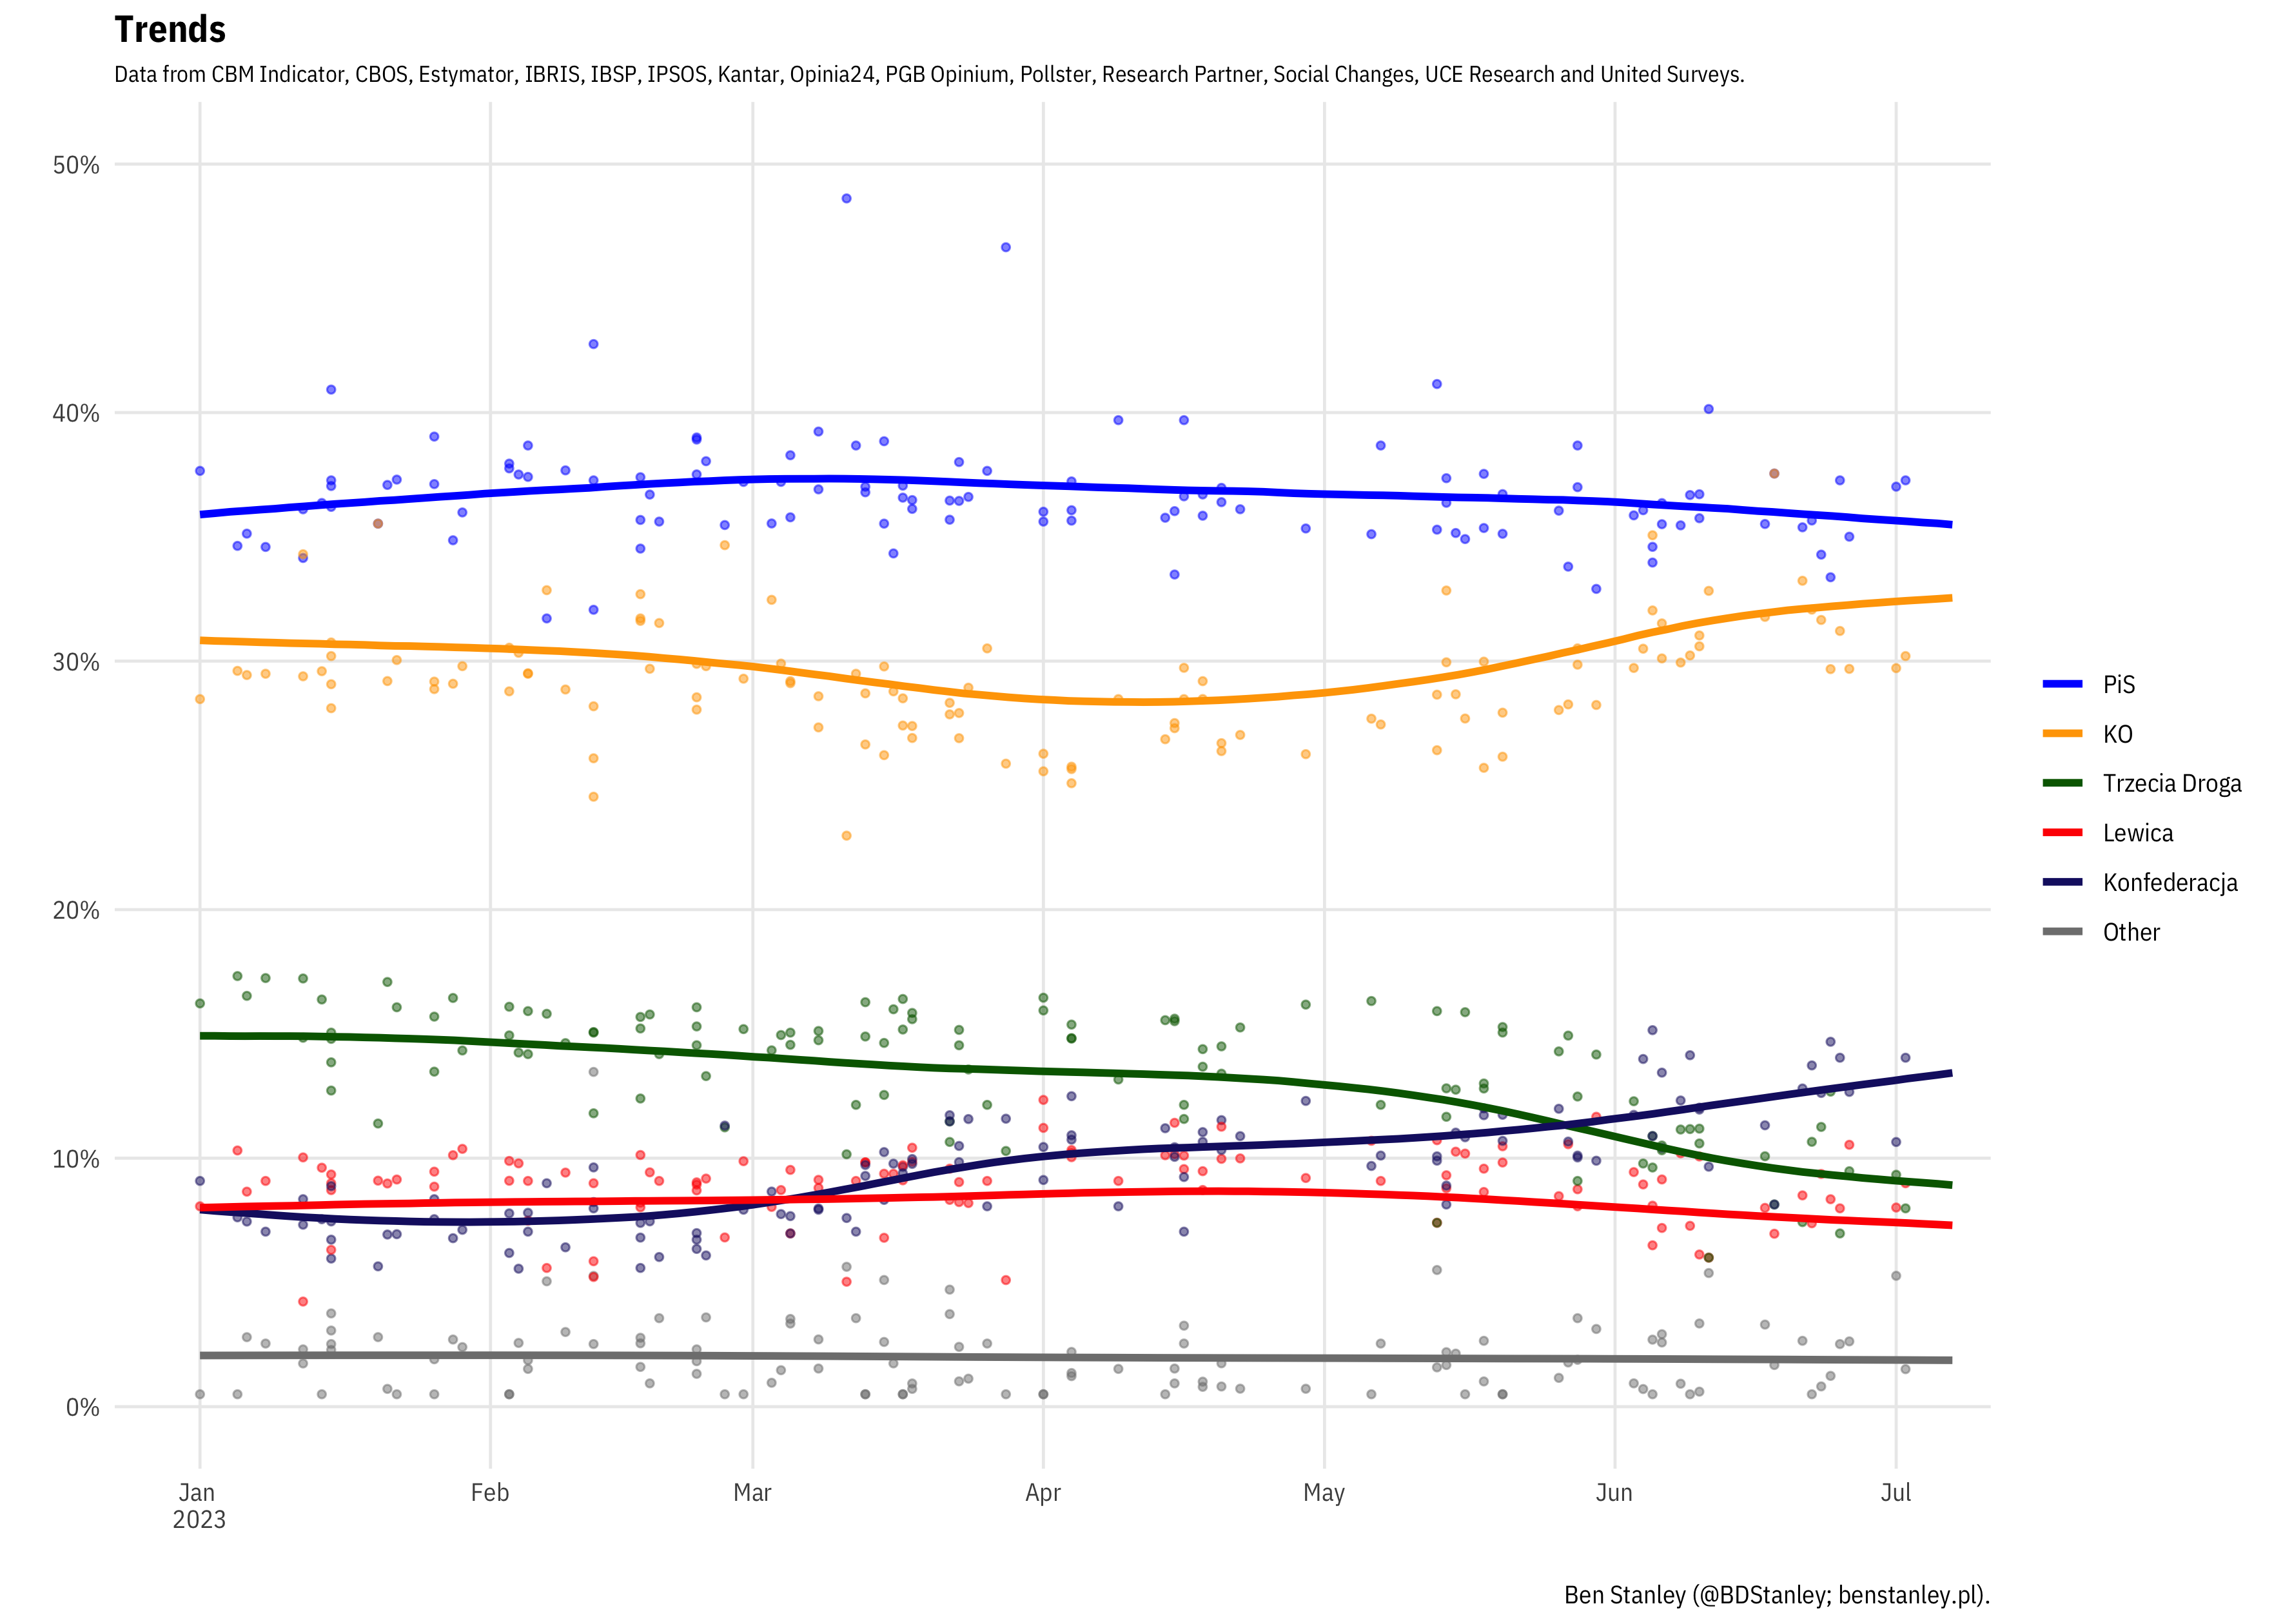 Trends
Data from CBM Indicator, CBOS, Estymator, IBRIS, IBSP, IPSOS, Kantar, Opinia24, PGB Opinium, Pollster, Research Partner, Social Changes, UCE Research and United Surveys.
50%
40%
30%
20%
10%
0%
Jan
2023
Feb
Mar
Apr
May
Jun
Jul
PiS
KO
Trzecia Droga
Lewica
Konfederacja
Other
Ben Stanley (@BDStanley; benstanley.pl).